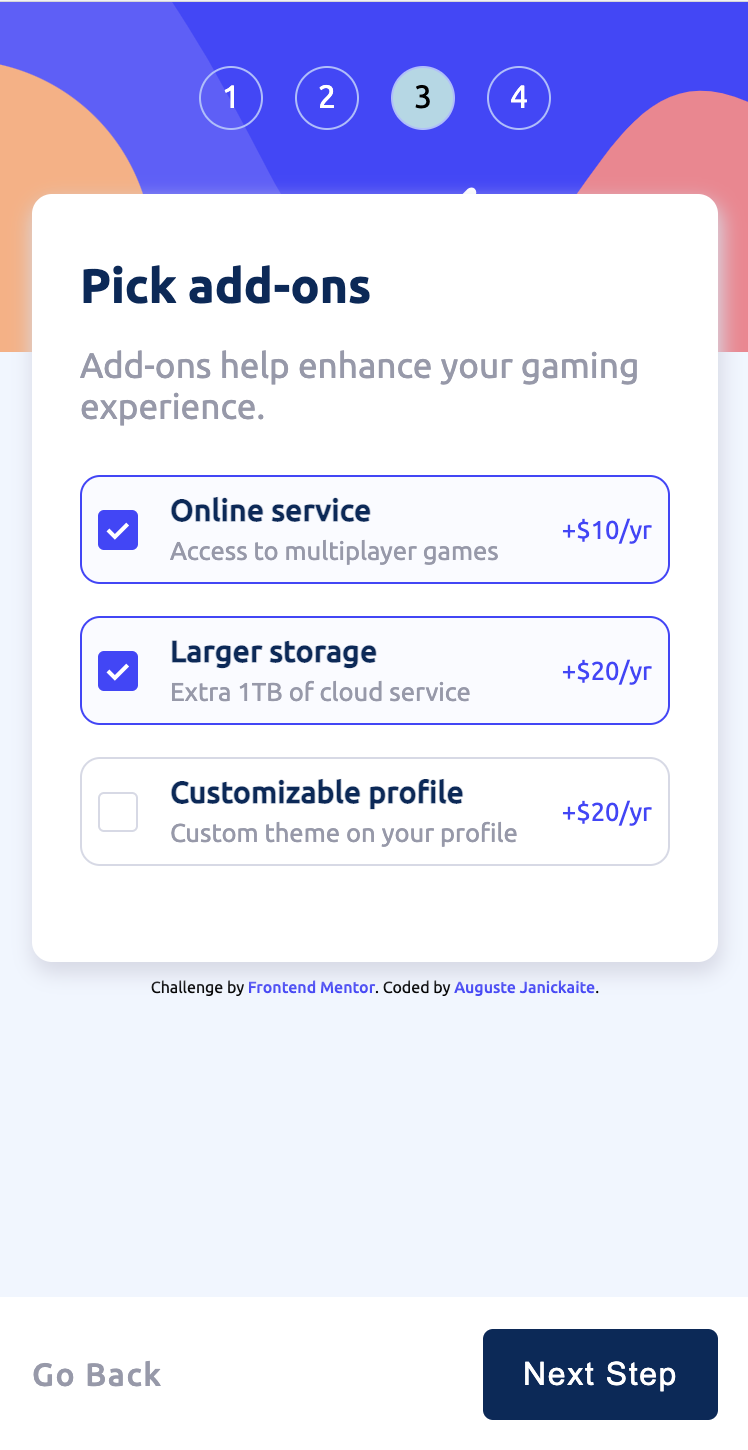 1 2 3 4
Pick add-ons
Add-ons help enhance your gaming
experience.
Online service
Access to multiplayer games
+$10/yr
Larger storage
Extra 1TB of cloud service
+$20/yr
Customizable profile
Custom theme on your profile
+$20/yr
Challenge by Frontend Mentor. Coded by Auguste Janickaite.
Go Back
Next Step